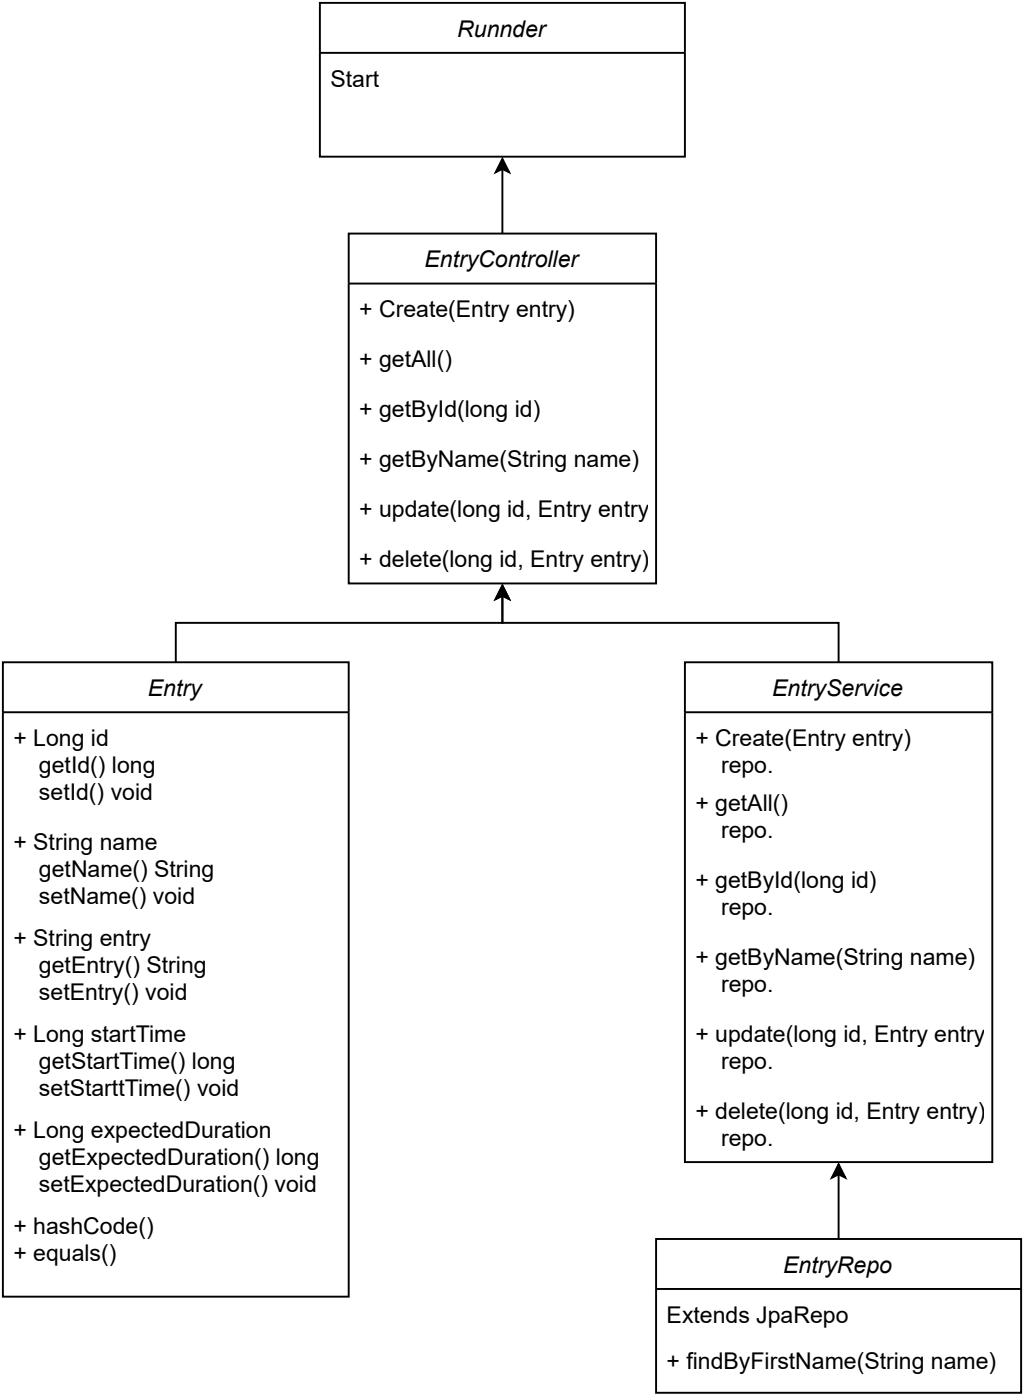 Runnder
Start
EntryController
+ Create(Entry entry)
+ getAll()
+ getById(long id)
+ getByName(String name)
+ update(long id, Entry entry
+ delete(long id, Entry entry)
Entry
+ Long id
getId() long
setId() void
+ String name
getName() String
setName() void
+ String entry
getEntry() String
setEntry() void
+ Long startTime
getStartTime() long
setStarttTime() void
+ Long expectedDuration
getExpectedDuration() long
setExpectedDuration() void
+ hashCode()
+ equals()
EntryService
+ Create(Entry entry)
repo.
+ getAll()
repo.
+ getById(long id)
repo.
+ getByName(String name)
repo.
+ update(long id, Entry entry
repo.
+ delete(long id, Entry entry)
repo.
EntryRepo
Extends JpaRepo
+ findByFirstName(String name)